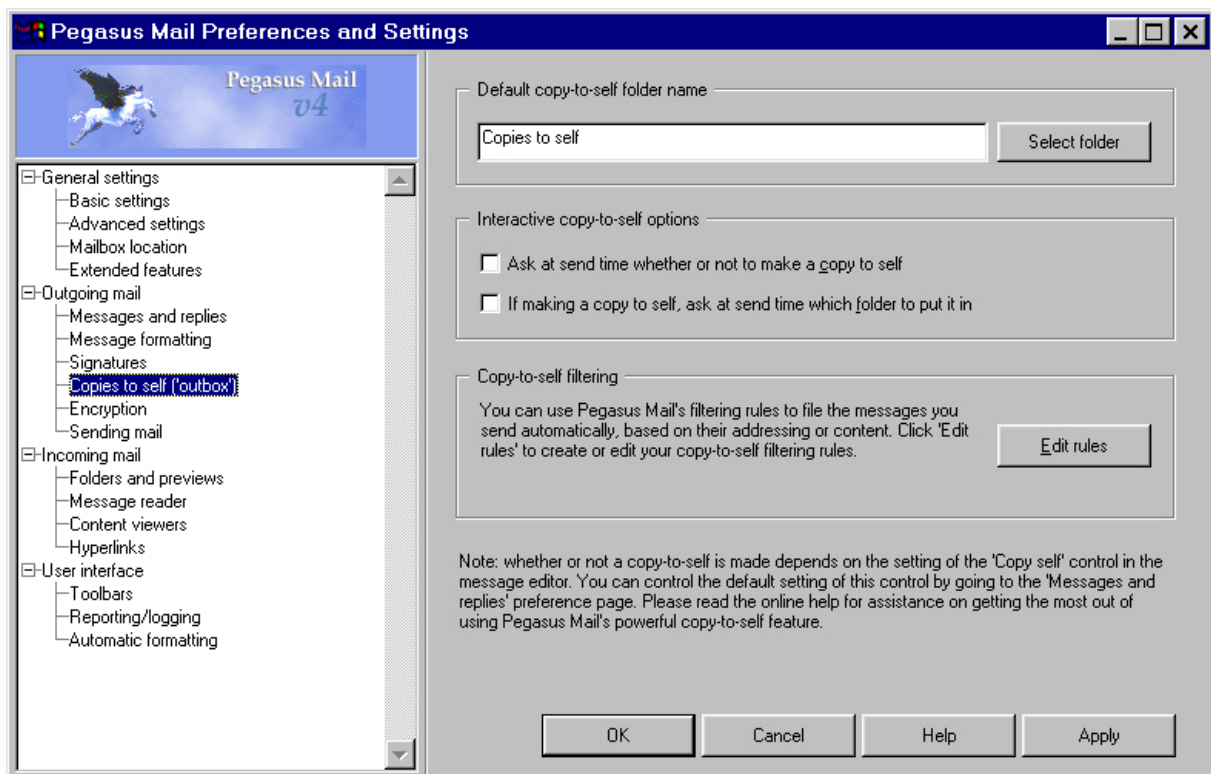 Pegasus Mail Preferences and Settings
Pegasus Mail
v4
General settings
Basic settings
Advanced settings
Mailbox location
Extended features
Outgoing mail
Messages and replies
Message formatting
Signatures
Copies to self ('outbox')
Encryption
Sending mail
Incoming mail
Folders and previews
Message reader
Content viewers
Hyperlinks
User interface
Toolbars
Reporting/logging
Automatic formatting
Default copy-to-self folder name
Copies to self
Select folder
Interactive copy-to-self options
Ask at send time whether or not to make a copy to self
If making a copy to self, ask at send time which folder to put it in
Copy-to-self filtering
You can use Pegasus Mail's filtering rules to file the messages you
send automatically, based on their addressing or content. Click 'Edit
rules' to create or edit your copy-to-self filtering rules.
Edit rules
Note: whether or not a copy-to-self is made depends on the setting of the 'Copy self' control in the
message editor. You can control the default setting of this control by going to the 'Messages and
replies' preference page. Please read the online help for assistance on getting the most out of
using Pegasus Mail's powerful copy-to-self feature.
OK
Cancel
Help
Apply